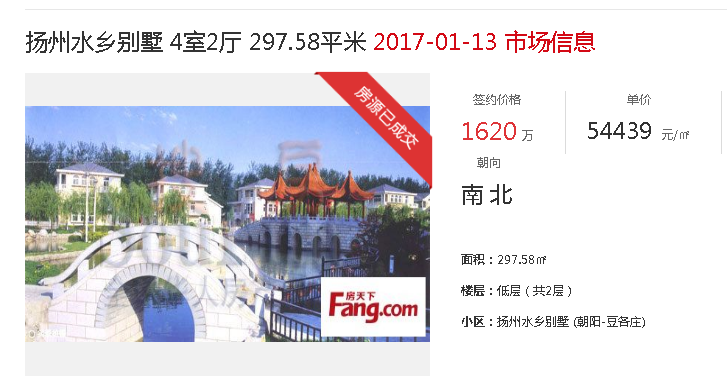 扬州水乡别墅 4室2厅 297.58平米 2017-01-13 市场信息
房源已成交
签约价格
单价
1620 万
54439 元/㎡
朝向
南 北
面积：297.58㎡
楼层：低层 ( 共2层 )
小区：扬州水乡别墅 (朝阳-豆各庄)
房天下
Fang.com